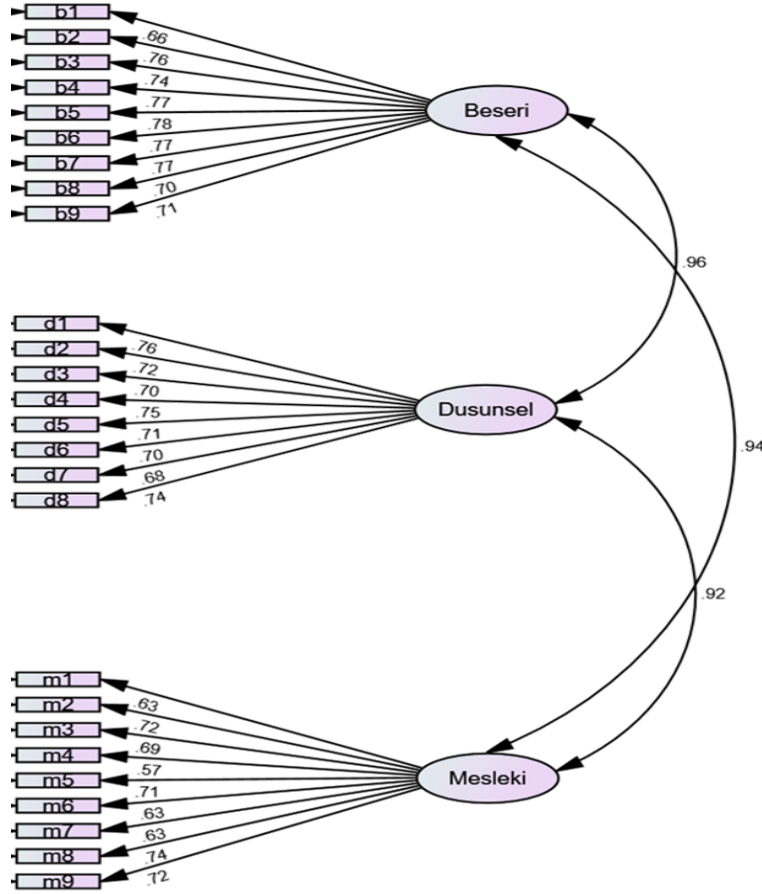 b1
b2
b3
b4
b5
b6
b7
b8
b9
.66
.76
.74
.77
.78
.77
.77
.70
.71
Beseri
.96
d1
d2
d3
d4
d5
d6
d7
d8
.76
.72
.70
.75
.71
.70
.68
.74
Dusunsel
.94
.92
m1
m2
m3
m4
m5
m6
m7
m8
m9
.63
.72
.69
.57
.71
.63
.63
.74
.72
Mesleki